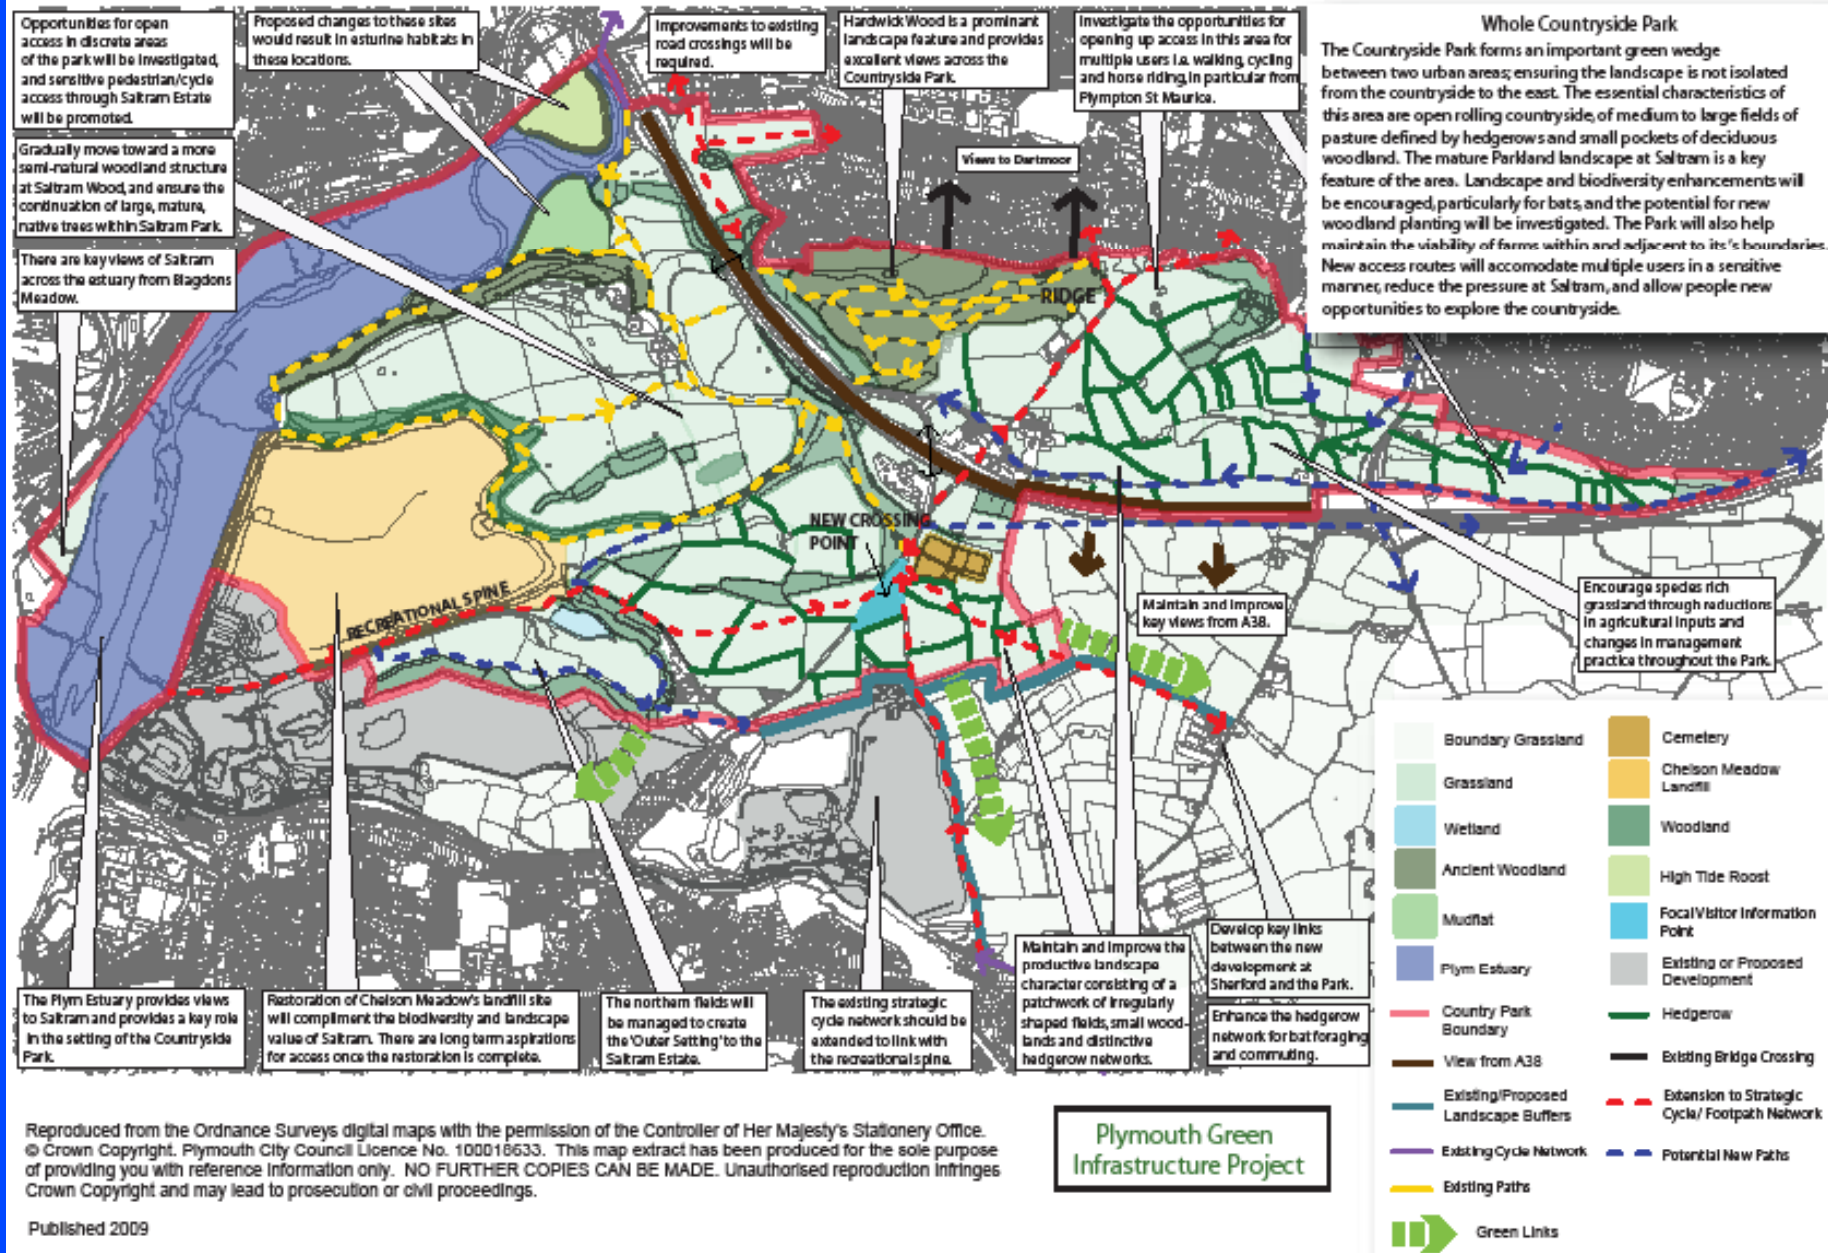 Opportunities for open
access in discrete areas
of the park will be investigated,
and sensitive pedestrian/cycle
access through Saltram Estate
will be promoted.
Proposed changes to these sites
would result in esturine habitats in
these locations.
Improvements to existing
road crossings will be
required.
Hardwick Wood is a prominant
landscape feature and provides
excellent views across the
Countryside Park.
Investigate the opportunities for
opening up access in this area for
multiple users i.e. walking, cycling
and horse riding, in particular from
Plympton St Maurice.
Whole Countryside Park
The Countryside Park forms an important green wedge
between two urban areas; ensuring the landscape is not isolated
from the countryside to the east. The essential characteristics of
this area are open rolling countryside, of medium to large fields of
pasture defined by hedgerows and small pockets of deciduous
woodland. The mature Parkland landscape at Saltram is a key
feature of the area. Landscape and biodiversity enhancements will
be encouraged, particularly for bats, and the potential for new
woodland planting will be investigated. The Park will also help
maintain the viability of farms within and adjacent to its's boundaries.
New access routes will accomodate multiple users in a sensitive
manner, reduce the pressure at Saltram, and allow people new
opportunities to explore the countryside.
Gradually move toward a more
semi-natural woodland structure
at Saltram Wood, and ensure the
continuation of large, mature,
native trees within Saltram Park.
There are key views of Saltram
across the estuary from Blagdons
Meadow.
Views to Dartmoor
RIDGE
NEW CROSSING
POINT
RECREATIONAL SPINE
Maintain and improve
key views from A38.
Encourage species rich
grassland through reductions
in agricultural inputs and
changes in management
practice throughout the Park.
The Plym Estuary provides views
to Saltram and provides a key role
in the setting of the Countryside
Park.
Restoration of Chelson Meadow's landfill site
will compliment the biodiversity and landscape
value of Saltram. There are long term aspirations
for access once the restoration is complete.
The northern fields will
be managed to create
the 'Outer Setting' to the
Saltram Estate.
The existing strategic
cycle network should be
extended to link with
the recreational spine.
Maintain and improve the
productive landscape
character consisting of a
patchwork of irregularly
shaped fields, small wood-
lands and distinctive
hedgerow networks.
Develop key links
between the new
development at
Sherford and the Park.
Enhance the hedgerow
network for bat foraging
and commuting.
Boundary Grassland
Grassland
Wetland
Ancient Woodland
Mudflat
Plym Estuary
Country Park
Boundary
View from A38
Existing/Proposed
Landscape Buffers
Existing Cycle Network
Existing Paths
Green Links
Cemetery
Chelson Meadow
Landfill
Woodland
High Tide Roost
Focal Visitor Information
Point
Existing or Proposed
Development
Hedgerow
Existing Bridge Crossing
Extension to Strategic
Cycle/ Footpath Network
Potential New Paths
Reproduced from the Ordnance Surveys digital maps with the permission of the Controller of Her Majesty's Stationery Office.
© Crown Copyright. Plymouth City Council Licence No. 100018633. This map extract has been produced for the sole purpose
of providing you with reference information only. NO FURTHER COPIES CAN BE MADE. Unauthorised reproduction infringes
Crown Copyright and may lead to prosecution or civil proceedings.
Published 2009
Plymouth Green
Infrastructure Project